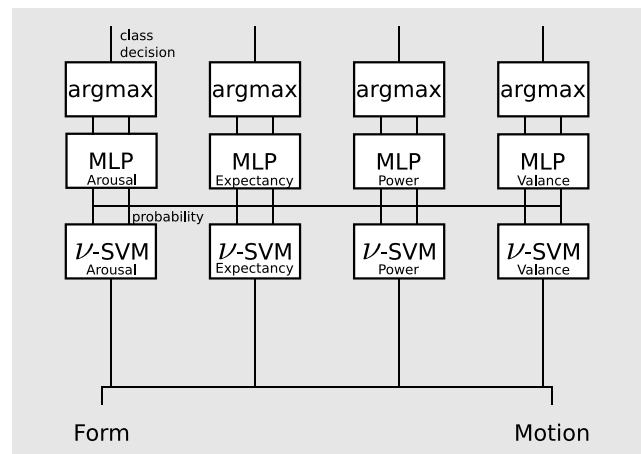 class
decision
argmax argmax argmax argmax
MLP MLP MLP MLP
Arousal Expectancy Power Valance
probability
ν-SVM ν-SVM ν-SVM ν-SVM
Arousal Expectancy Power Valance
Form Motion